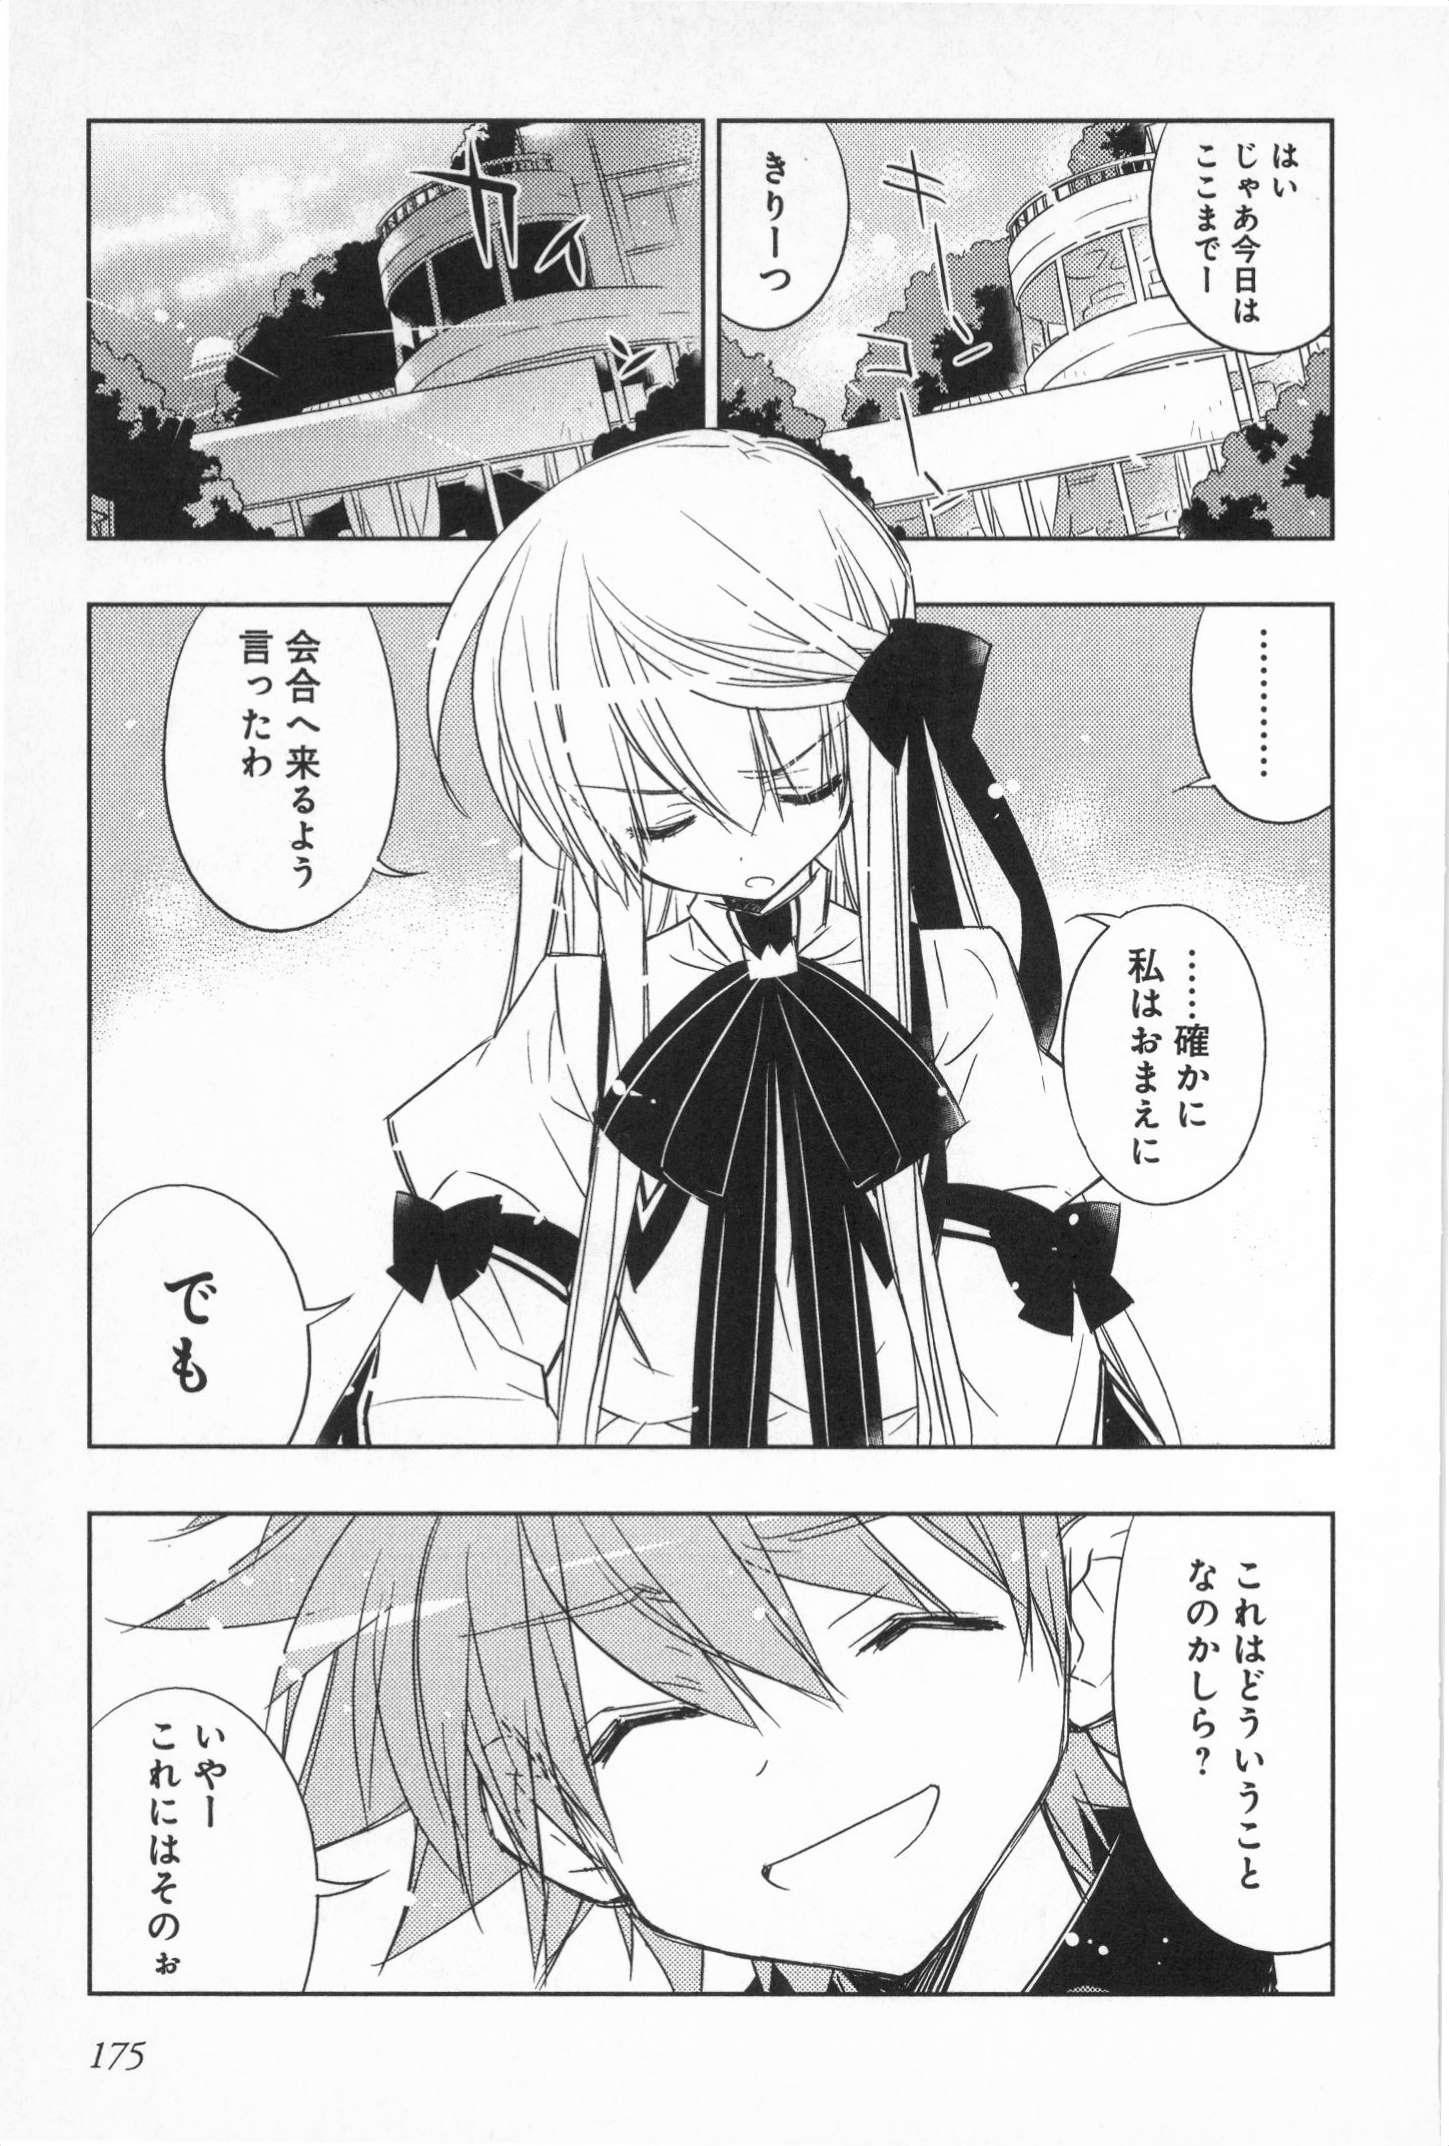 はい
じゃあ今日は
ここまでー
きりーつ
キーンコーン
…………
……確かに
私はおまえに
会合へ来るよう
言ったわ
でも
これはどういうこと
なのかしら?
いやー
これにはそのぉ
175